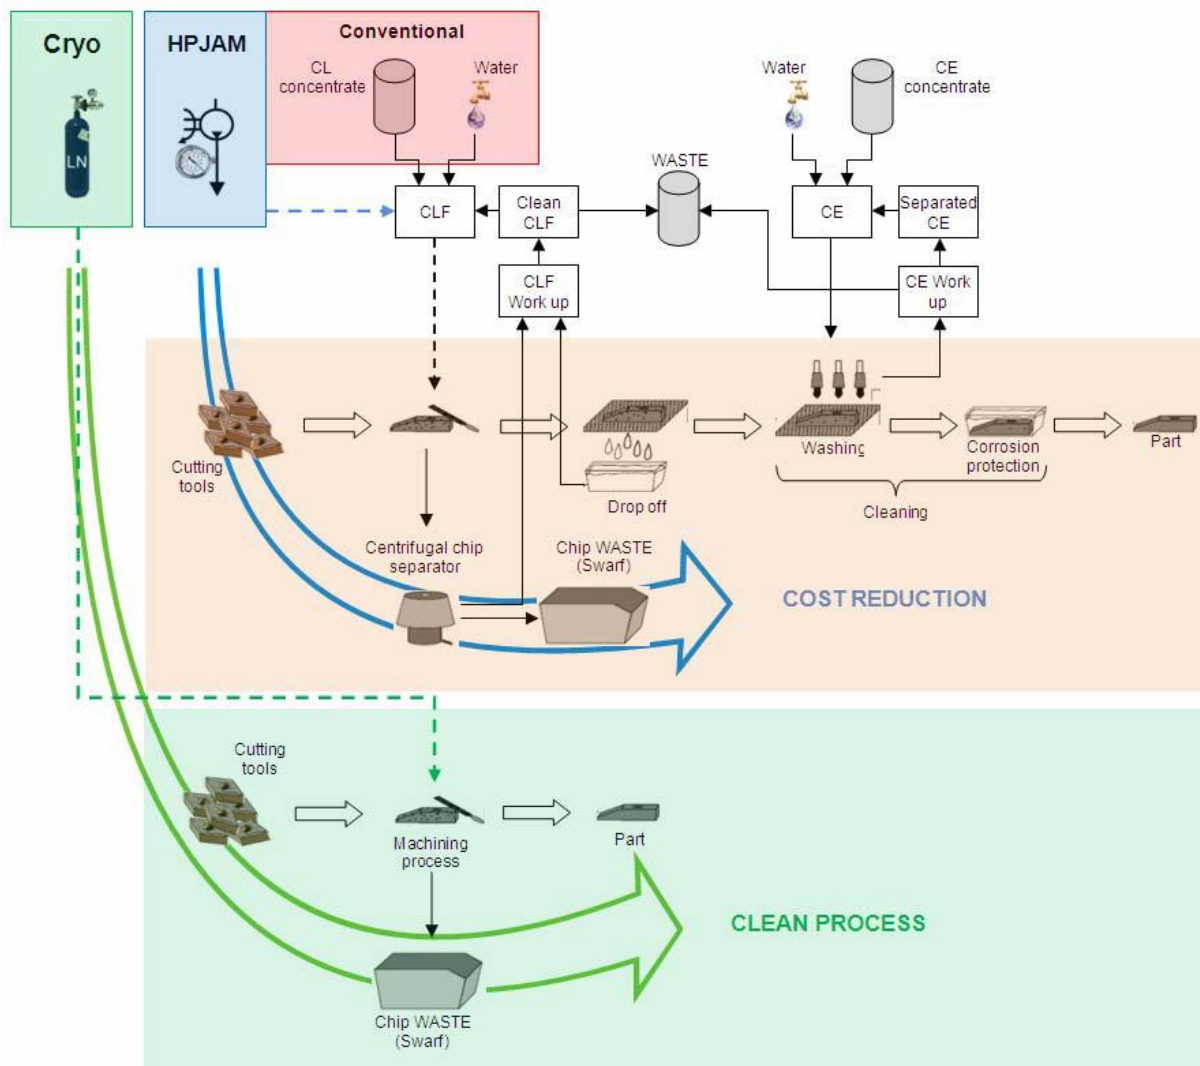 Cryo
LN
HPJAM
Conventional
CL
concentrate
Water
Water
CE
concentrate
WASTE
CLF
Clean
CLF
CE
Separated
CE
CLF
Work up
CE Work
up
Cutting
tools
Drop off
Washing
Corrosion
protection
Part
Cleaning
Centrifugal chip
separator
Chip WASTE
(Swarf)
COST REDUCTION
Cutting
tools
Machining
process
Part
CLEAN PROCESS
Chip WASTE
(Swarf)